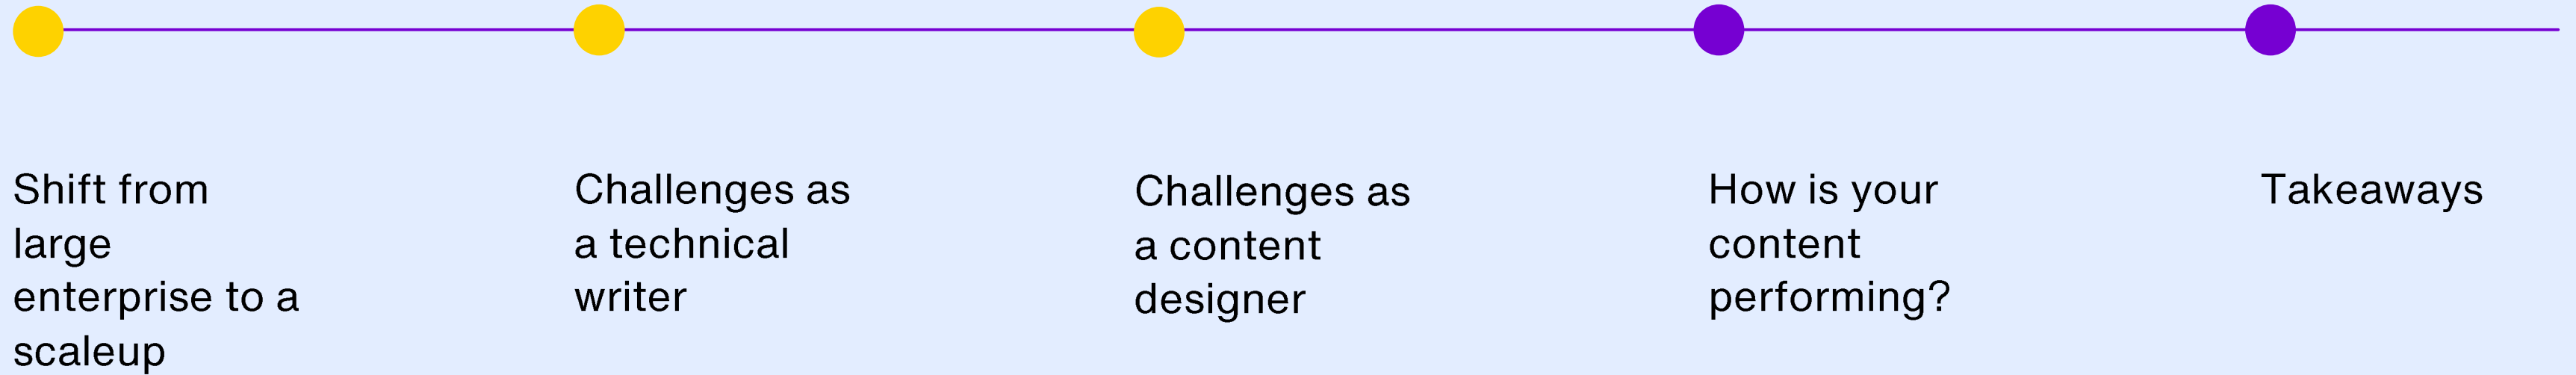 Shift from
large
enterprise to a
scaleup
Challenges as
a technical
writer
Challenges as
a content
designer
How is your
content
performing?
Takeaways